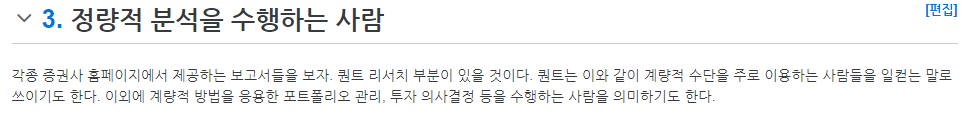 3. 정량적 분석을 수행하는 사람
[편집]
각종 증권사 홈페이지에서 제공하는 보고서들을 보자. 퀀트 리서치 부분이 있을 것이다. 퀀트는 이와 같이 계량적 수단을 주로 이용하는 사람들을 일컫는 말로
쓰이기도 한다. 이외에 계량적 방법을 응용한 포트폴리오 관리, 투자 의사결정 등을 수행하는 사람을 의미하기도 한다.